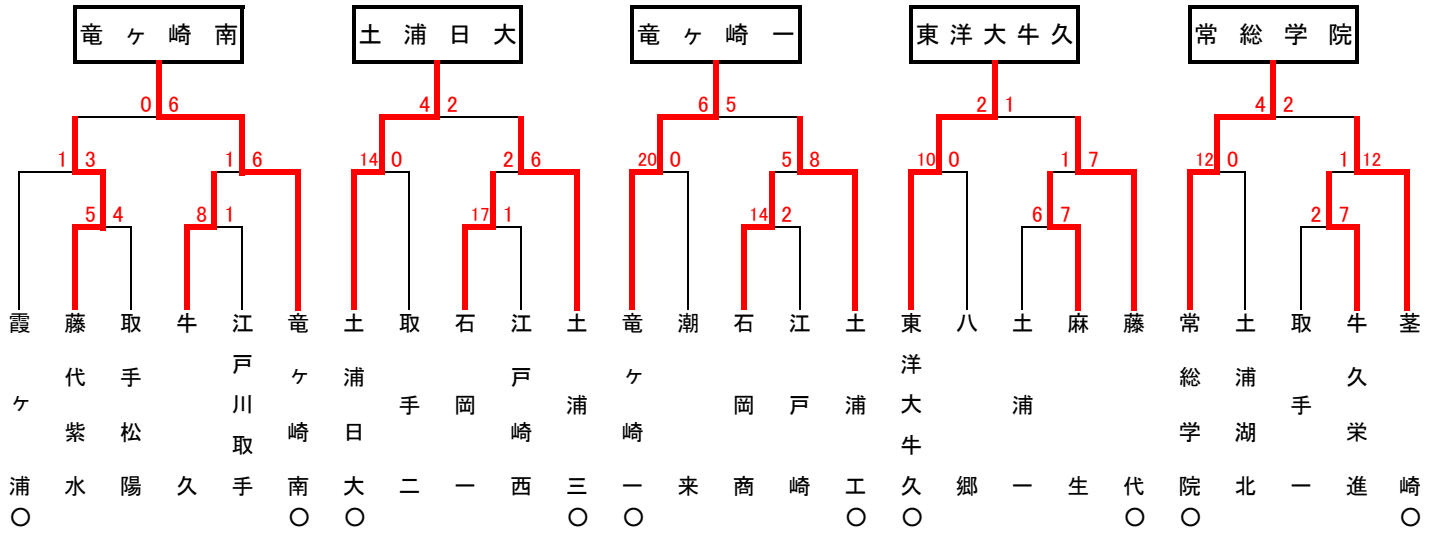 竜ヶ崎南 土浦日大 竜ヶ崎一 東洋大牛久 常総学院
0 6 4 2 6 5 2 1 4 2
1 3 1 6 14 0 2 6 20 0 5 8 10 0 1 7 12 0 1 12
5 4 8 1 17 1 14 2 6 7 2 7
霞ヶ浦○
藤代紫水
取手松陽
牛久
江戸川取手
竜ヶ崎南○
土浦日大○
取手二
石岡一
江戸崎西
土浦三○
竜ヶ崎一○
潮来
石岡商
江戸崎
土浦工○
東洋大牛久○
八郷
土浦一
麻生
藤代○
常総学院○
土浦湖北
取手一
牛久栄進
茎崎○